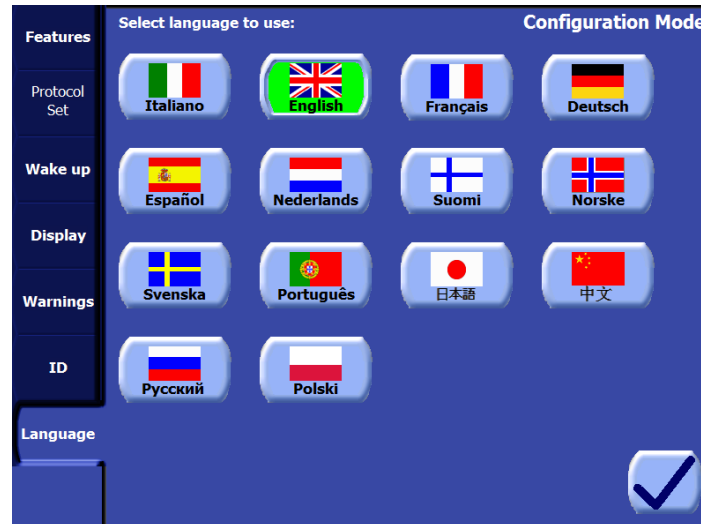 Select language to use:
Configuration Mode
Features
Protocol
Set
Wake up
Display
Warnings
ID
Language
Italiano
English
Français
Deutsch
Español
Nederlands
Suomi
Norske
Svenska
Português
日本語
中文
Русский
Polski